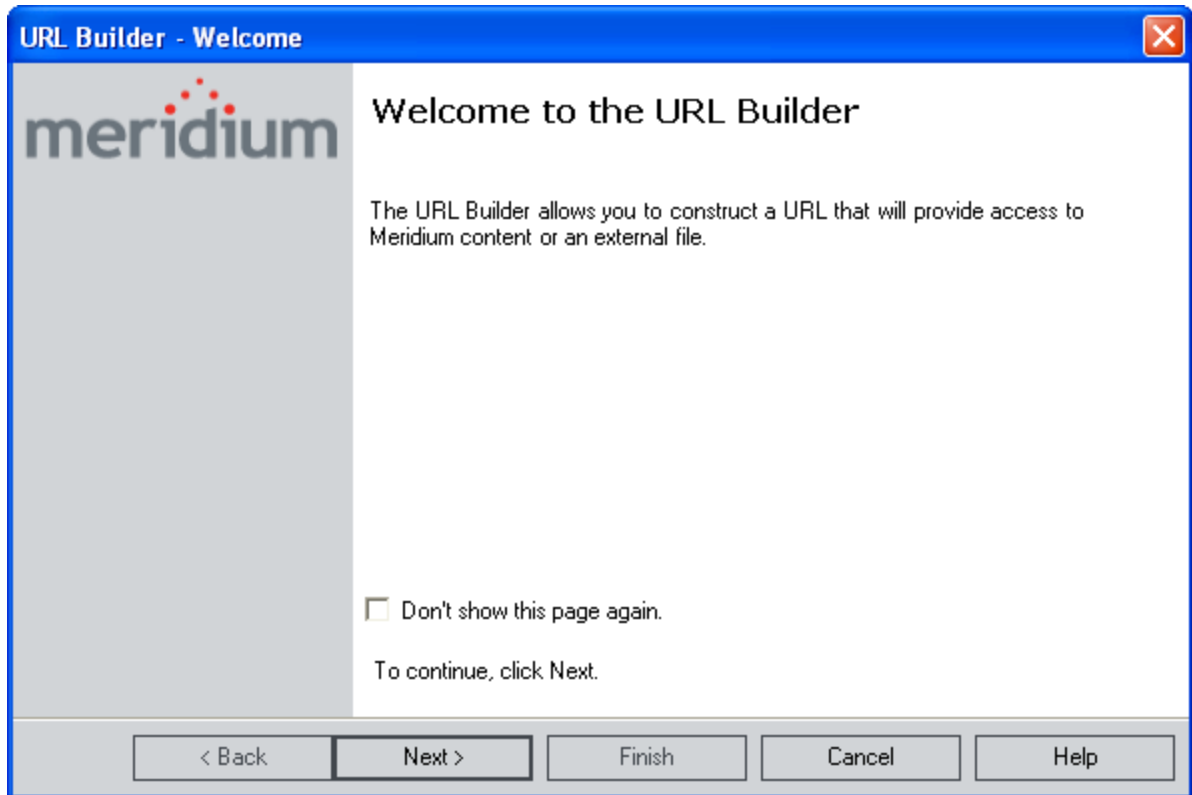 URL Builder - Welcome
meridium
Welcome to the URL Builder
The URL Builder allows you to construct a URL that will provide access to
Meridium content or an external file.
Don't show this page again.
To continue, click Next.
< Back
Next >
Finish
Cancel
Help